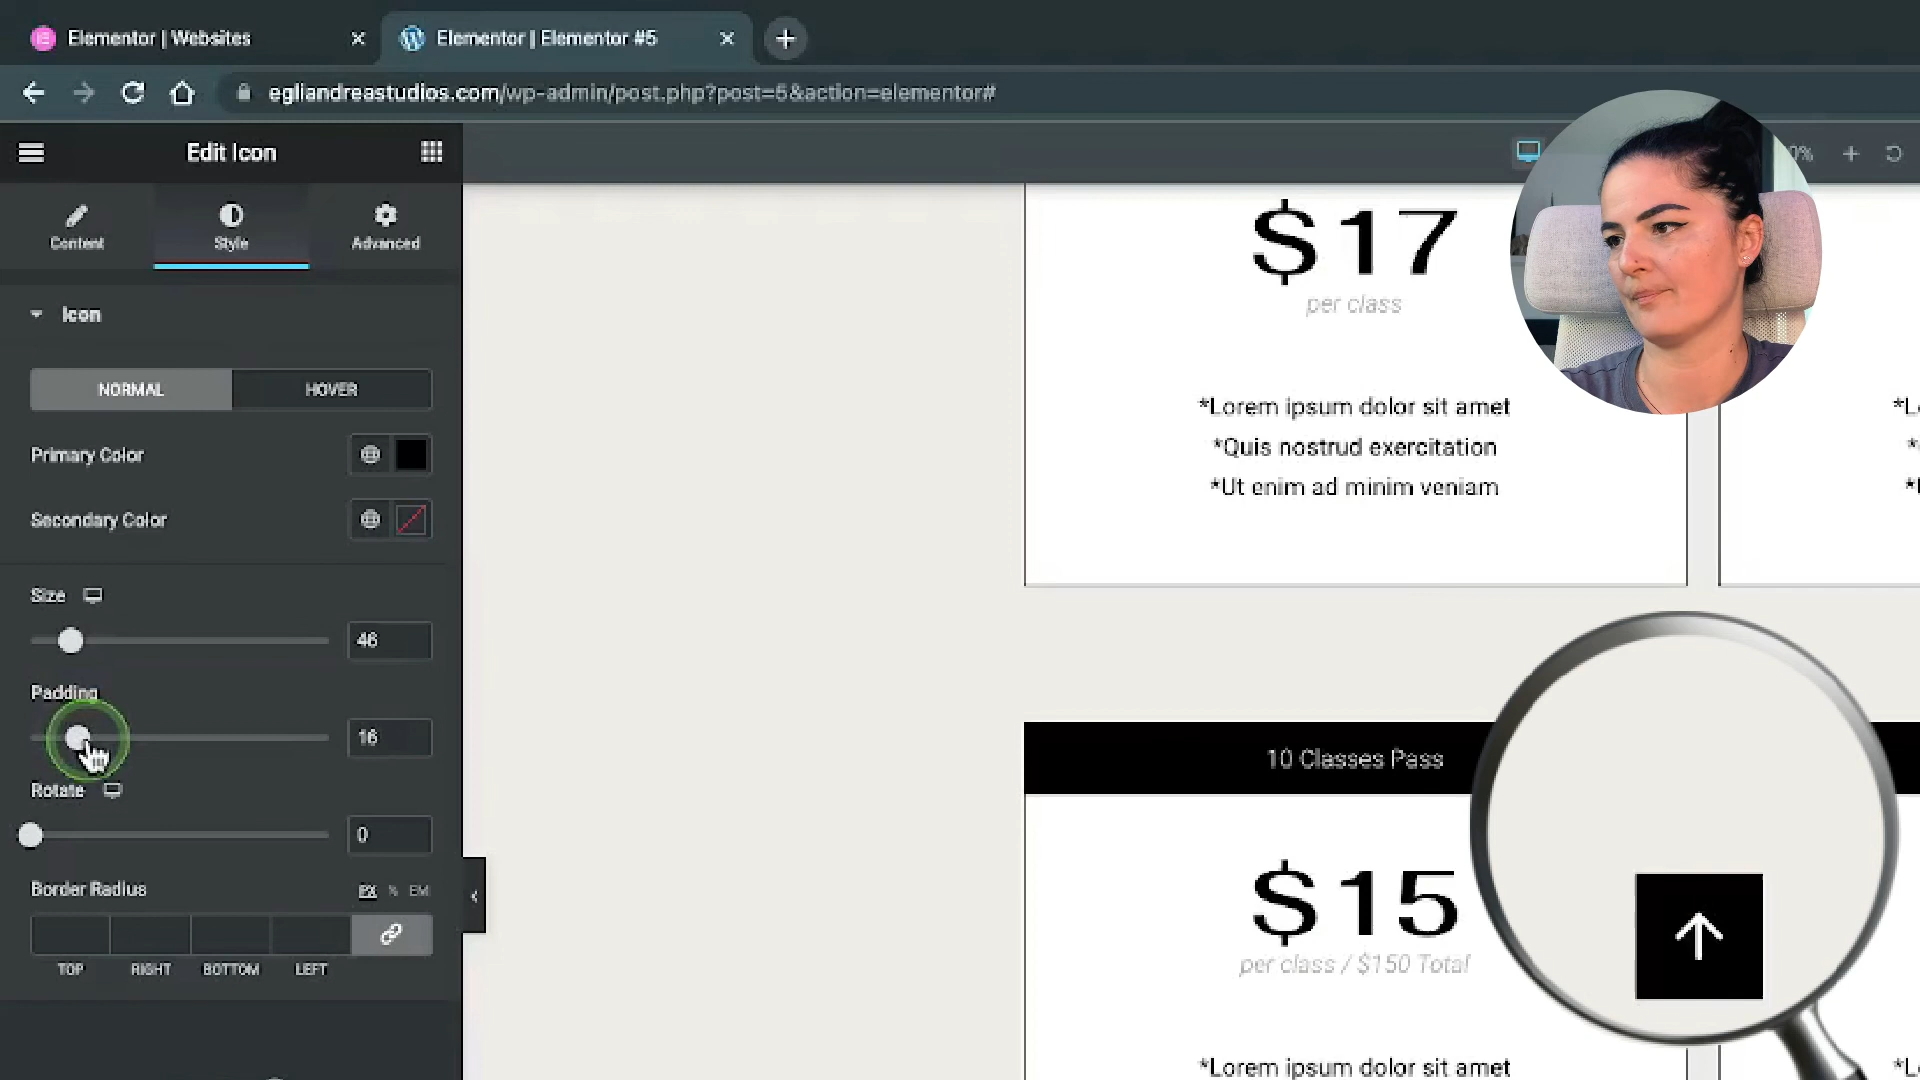 Elementor | Websites
Elementor | Elementor #5
egliandreastudios.com/wp-admin/post.php?post=5&action=elementor#
Edit Icon
Content
Style
Advanced
Icon
NORMAL
HOVER
Primary Color
Secondary Color
Size
46
Padding
16
Rotate
0
Border Radius
PX % EM
TOP
RIGHT
BOTTOM
LEFT
$17
per class
*Lorem ipsum dolor sit amet
*Quis nostrud exercitation
*Ut enim ad minim veniam
10 Classes Pass
$15
per class / $150 Total
*Lorem ipsum dolor sit amet